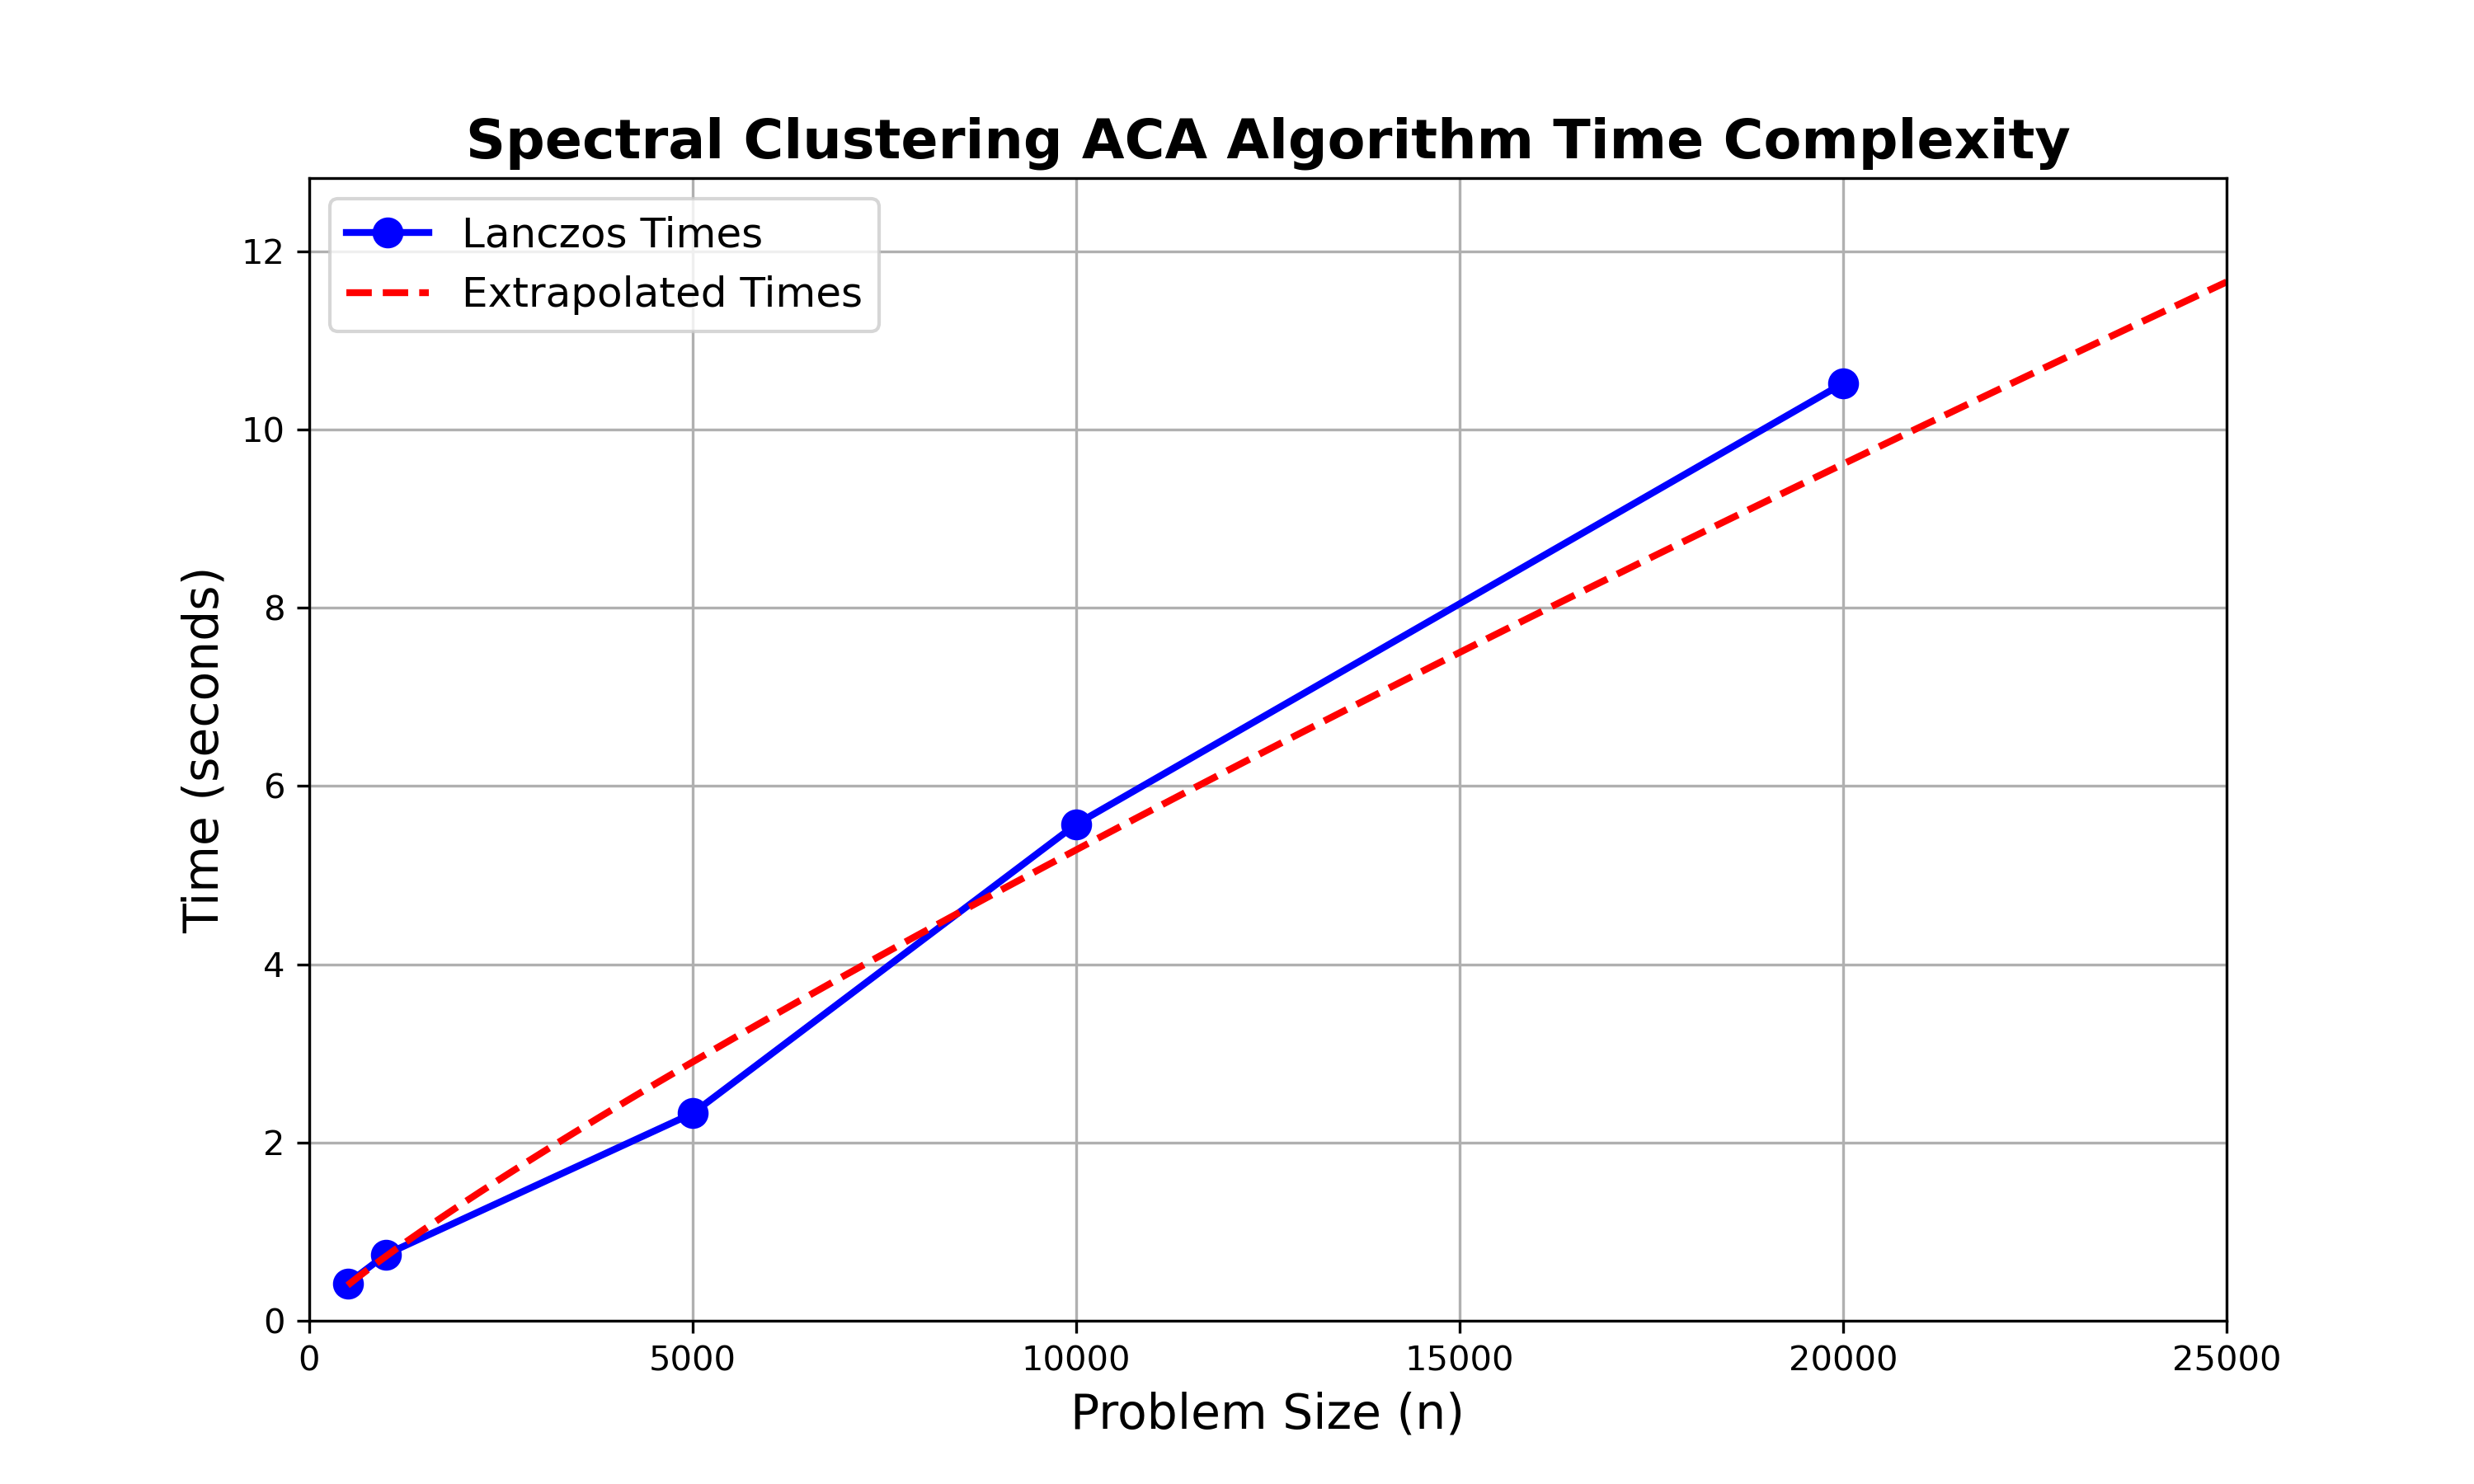 Spectral Clustering ACA Algorithm Time Complexity
Lanczos Times
Extrapolated Times
12
10
8
6
4
2
0
Time (seconds)
0 5000 10000 15000 20000 25000
Problem Size (n)